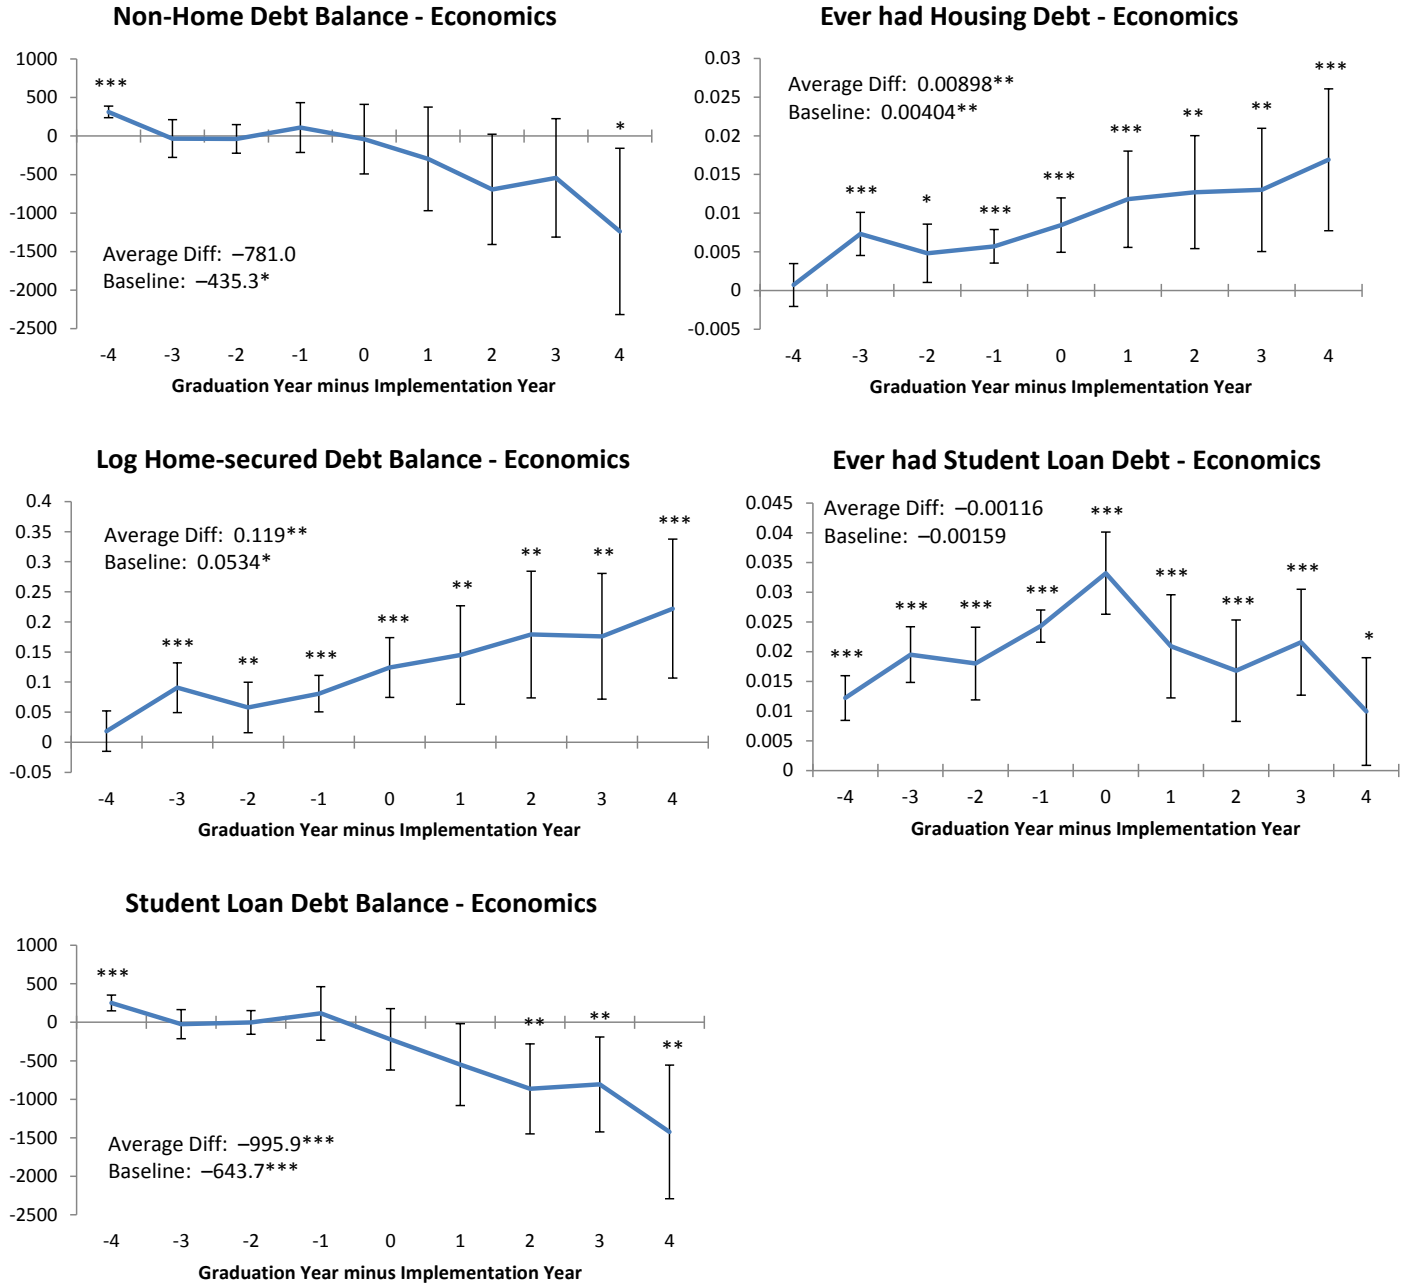 Non-Home Debt Balance - Economics
1000
500
0
-500
-1000
-1500
-2000
-2500
***
*
Average Diff: –781.0
Baseline: –435.3*
-4 -3 -2 -1 0 1 2 3 4
Graduation Year minus Implementation Year
Ever had Housing Debt - Economics
0.03
0.025
0.02
0.015
0.01
0.005
0
-0.005
Average Diff: 0.00898**
Baseline: 0.00404**
*** * *** *** *** ** ** ***
-4 -3 -2 -1 0 1 2 3 4
Graduation Year minus Implementation Year
Log Home-secured Debt Balance - Economics
0.4
0.35
0.3
0.25
0.2
0.15
0.1
0.05
0
-0.05
Average Diff: 0.119**
Baseline: 0.0534*
*** ** *** *** ** ** ** ***
-4 -3 -2 -1 0 1 2 3 4
Graduation Year minus Implementation Year
Ever had Student Loan Debt - Economics
0.045
0.04
0.035
0.03
0.025
0.02
0.015
0.01
0.005
0
Average Diff: –0.00116
Baseline: –0.00159
*** *** *** *** *** *** *** *** *
-4 -3 -2 -1 0 1 2 3 4
Graduation Year minus Implementation Year
Student Loan Debt Balance - Economics
1000
500
0
-500
-1000
-1500
-2000
-2500
*** ** ** **
Average Diff: –995.9***
Baseline: –643.7***
-4 -3 -2 -1 0 1 2 3 4
Graduation Year minus Implementation Year